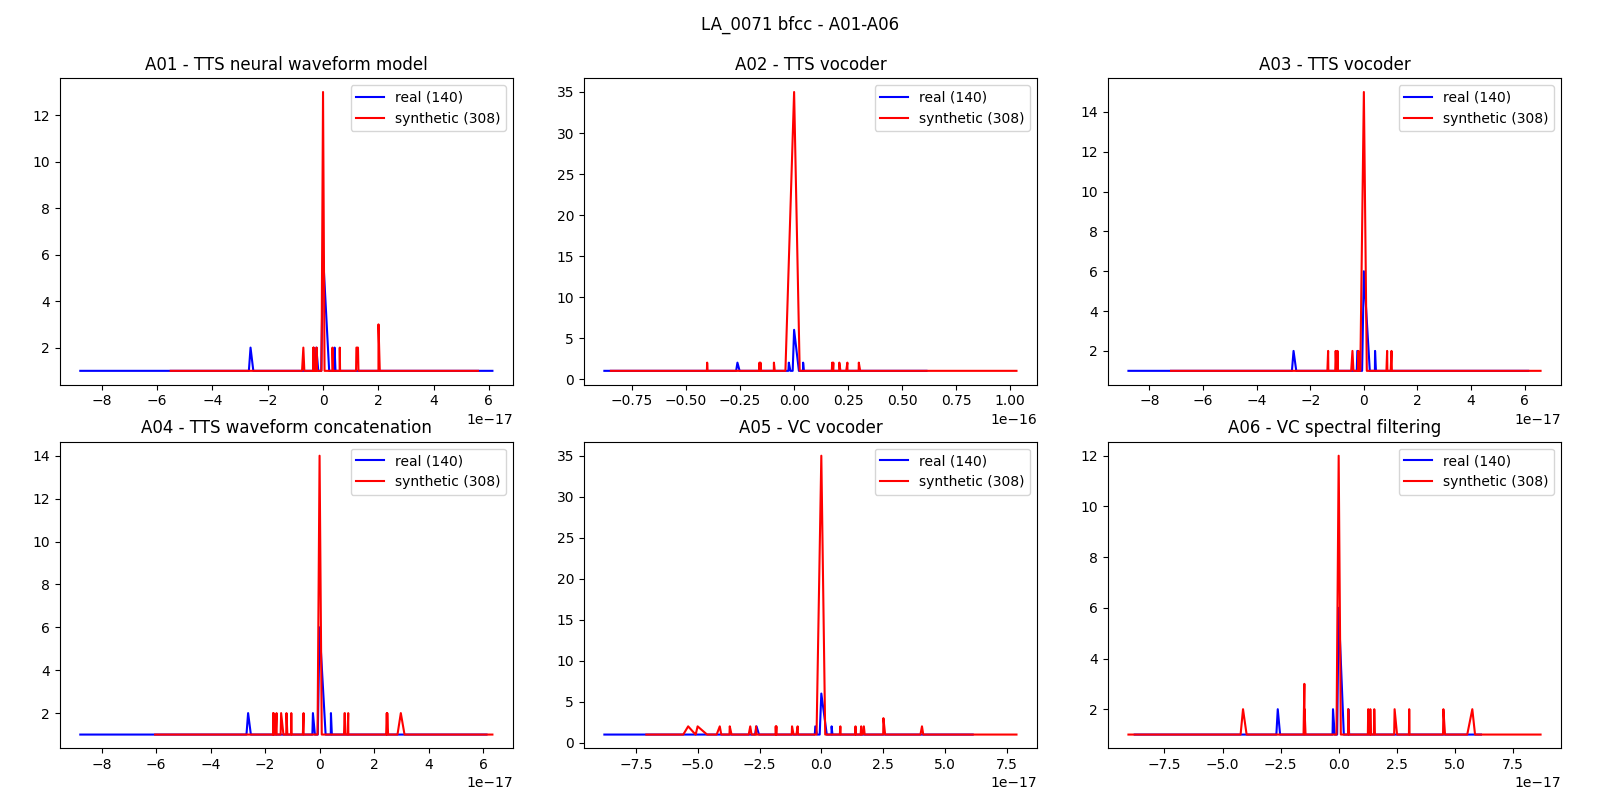 LA_0071 bfcc - A01-A06
A01 - TTS neural waveform model
A02 - TTS vocoder
A03 - TTS vocoder
real (140)
synthetic (308)
real (140)
synthetic (308)
real (140)
synthetic (308)
12
10
8
6
4
2
35
30
25
20
15
10
5
0
14
12
10
8
6
4
2
−8 −6 −4 −2 0 2 4 6
1e−17
−0.75 −0.50 −0.25 0.00 0.25 0.50 0.75 1.00
1e−16
−8 −6 −4 −2 0 2 4 6
1e−17
A04 - TTS waveform concatenation
A05 - VC vocoder
A06 - VC spectral filtering
real (140)
synthetic (308)
real (140)
synthetic (308)
real (140)
synthetic (308)
14
12
10
8
6
4
2
35
30
25
20
15
10
5
0
12
10
8
6
4
2
−8 −6 −4 −2 0 2 4 6
1e−17
−7.5 −5.0 −2.5 0.0 2.5 5.0 7.5
1e−17
−7.5 −5.0 −2.5 0.0 2.5 5.0 7.5
1e−17